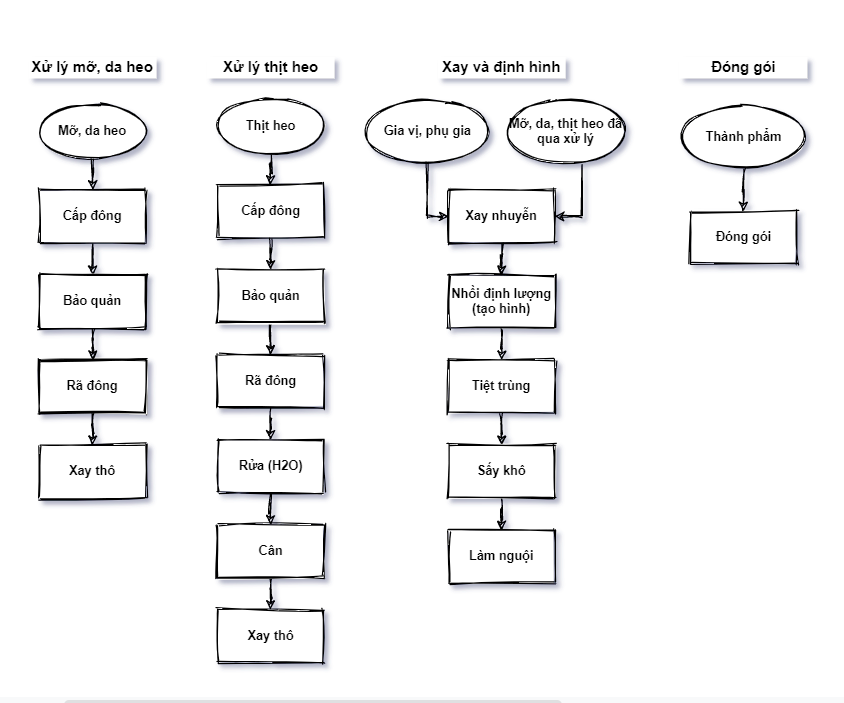 Xử lý mỡ, da heo
Mỡ, da heo
Cấp đông
Bảo quản
Rã đông
Xay thô
Xử lý thịt heo
Thịt heo
Cấp đông
Bảo quản
Rã đông
Rửa (H2O)
Cân
Xay thô
Xay và định hình
Gia vị, phụ gia
Mỡ, da, thịt heo đã
qua xử lý
Xay nhuyễn
Nhồi định lượng
(tạo hình)
Tiệt trùng
Sấy khô
Làm nguội
Đóng gói
Thành phẩm
Đóng gói